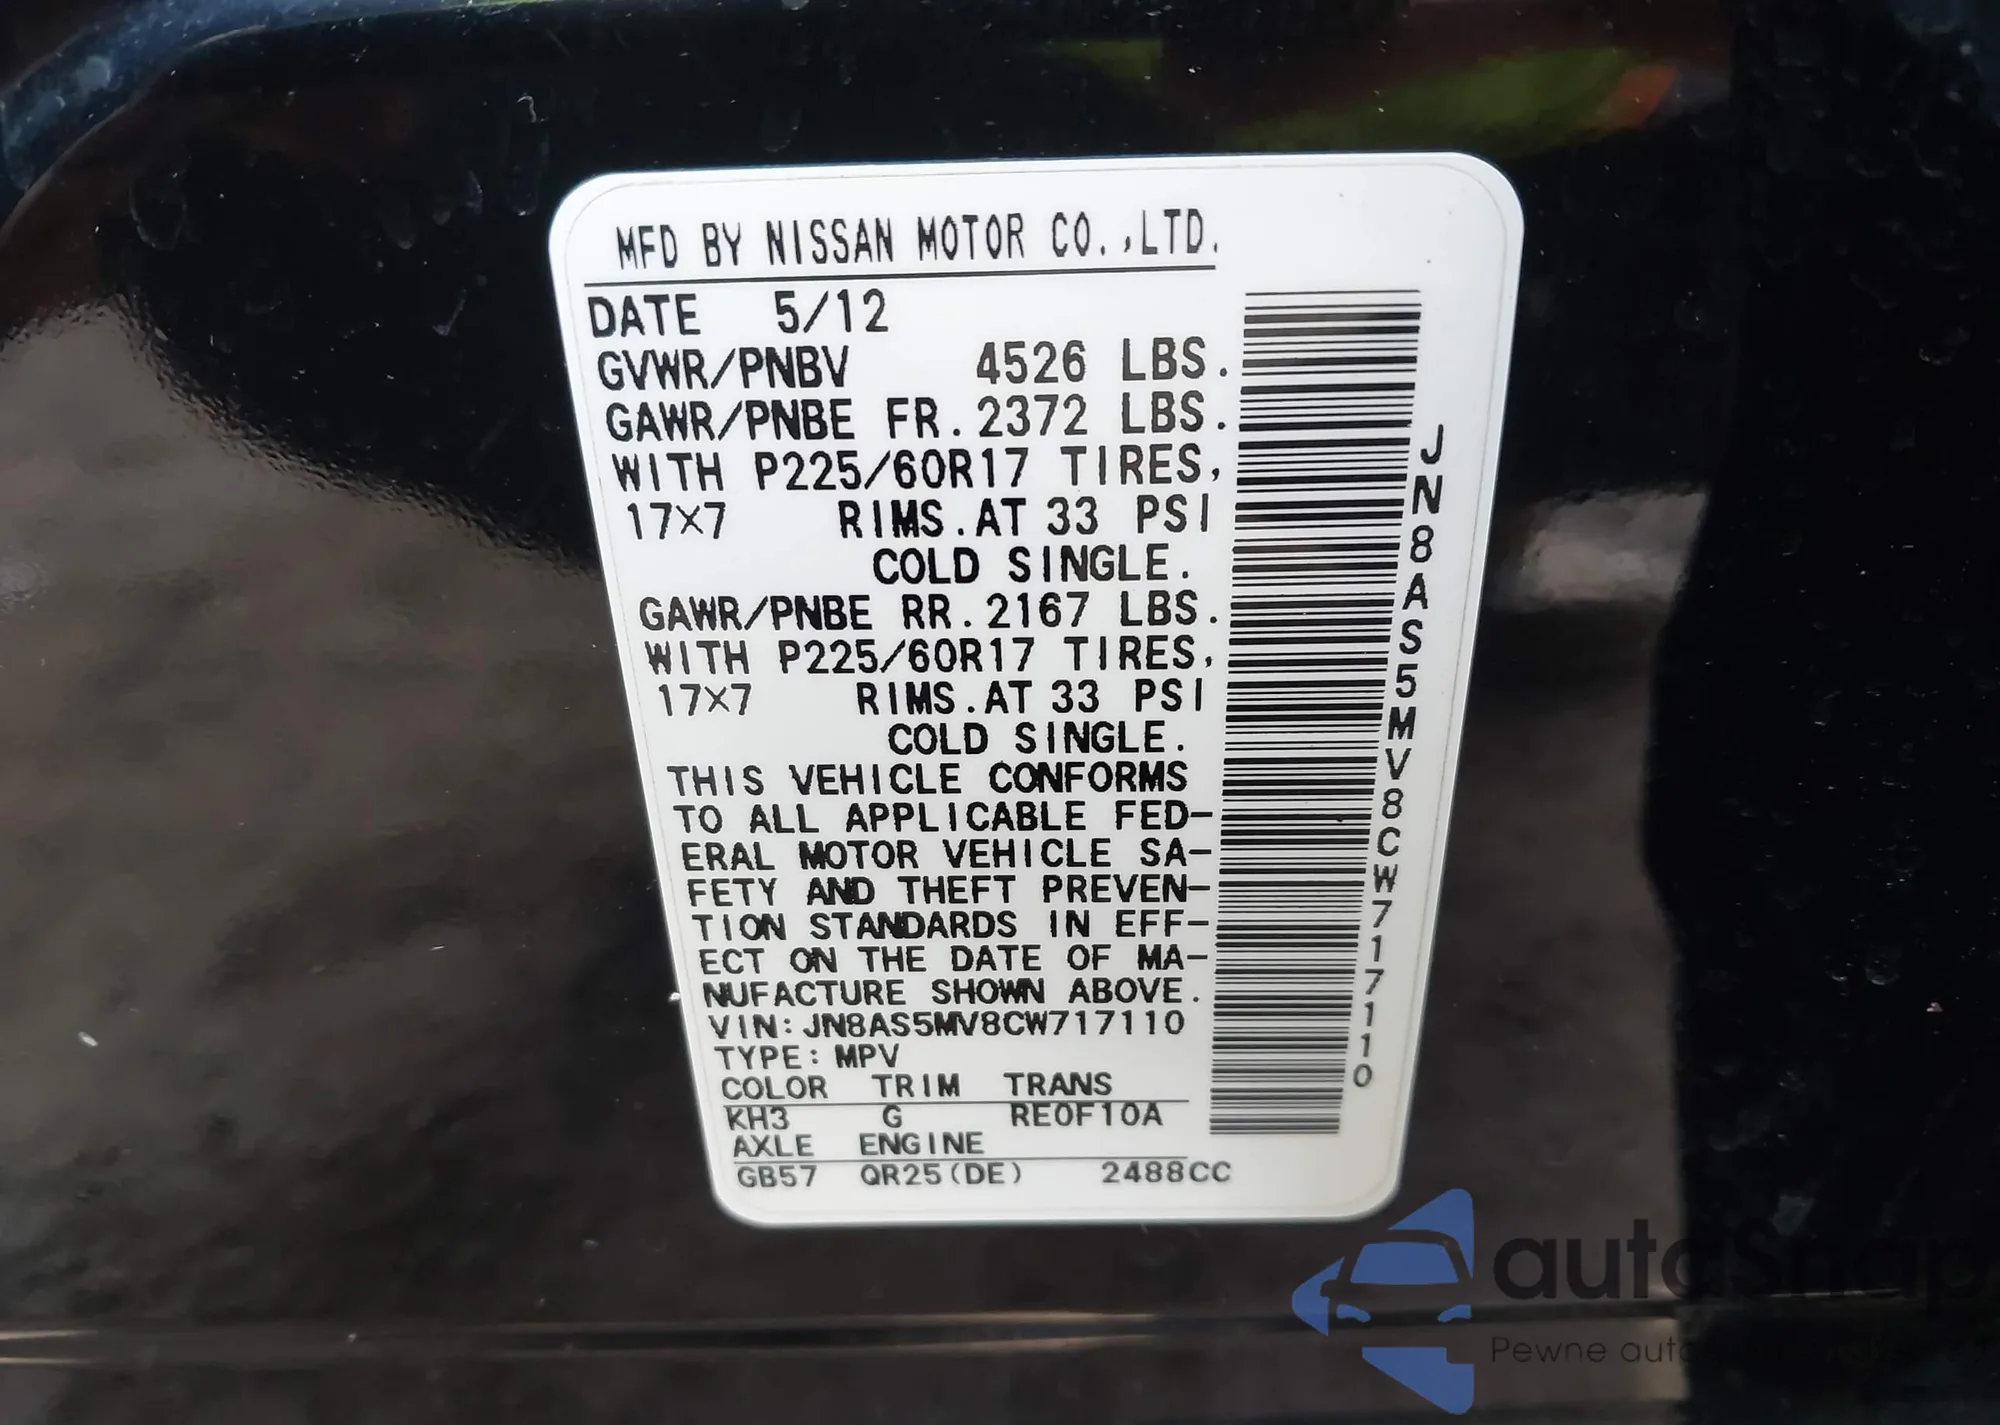 MFD BY NISSAN MOTOR CO.,LTD.
DATE 5/12
GVWR/PNBV 4526 LBS.
GAWR/PNBE FR. 2372 LBS.
WITH P225/60R17 TIRES,
17×7 RIMS. AT 33 PSI
COLD SINGLE.
GAWR/PNBE RR. 2167 LBS.
WITH P225/60R17 TIRES,
17×7 RIMS. AT 33 PSI
COLD SINGLE.
THIS VEHICLE CONFORMS
TO ALL APPLICABLE FED-
ERAL MOTOR VEHICLE SA-
FETY AND THEFT PREVEN-
TION STANDARDS IN EFF-
ECT ON THE DATE OF MA-
NUFACTURE SHOWN ABOVE.
VIN: JN8AS5MV8CW717110
TYPE: MPV
COLOR TRIM TRANS
KH3 G RE0F10A
AXLE ENGINE
GB57 QR25(DE) 2488CC
JN8AS5MV8CW717110
autoSnap
Pewne